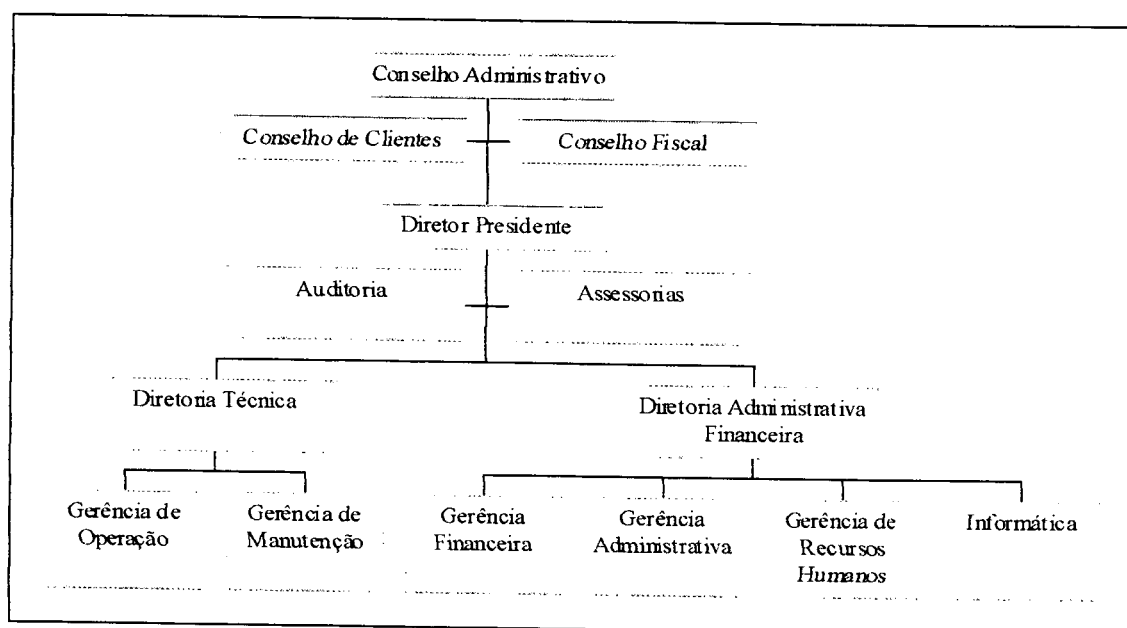 Conselho Administrativo
Conselho de Clientes
Conselho Fiscal
Diretor Presidente
Auditoria
Assessorias
Diretoria Técnica
Diretoria Administrativa
Financeira
Gerência de
Operação
Gerência de
Manutenção
Gerência
Financeira
Gerência
Administrativa
Gerência de
Recursos
Humanos
Informática